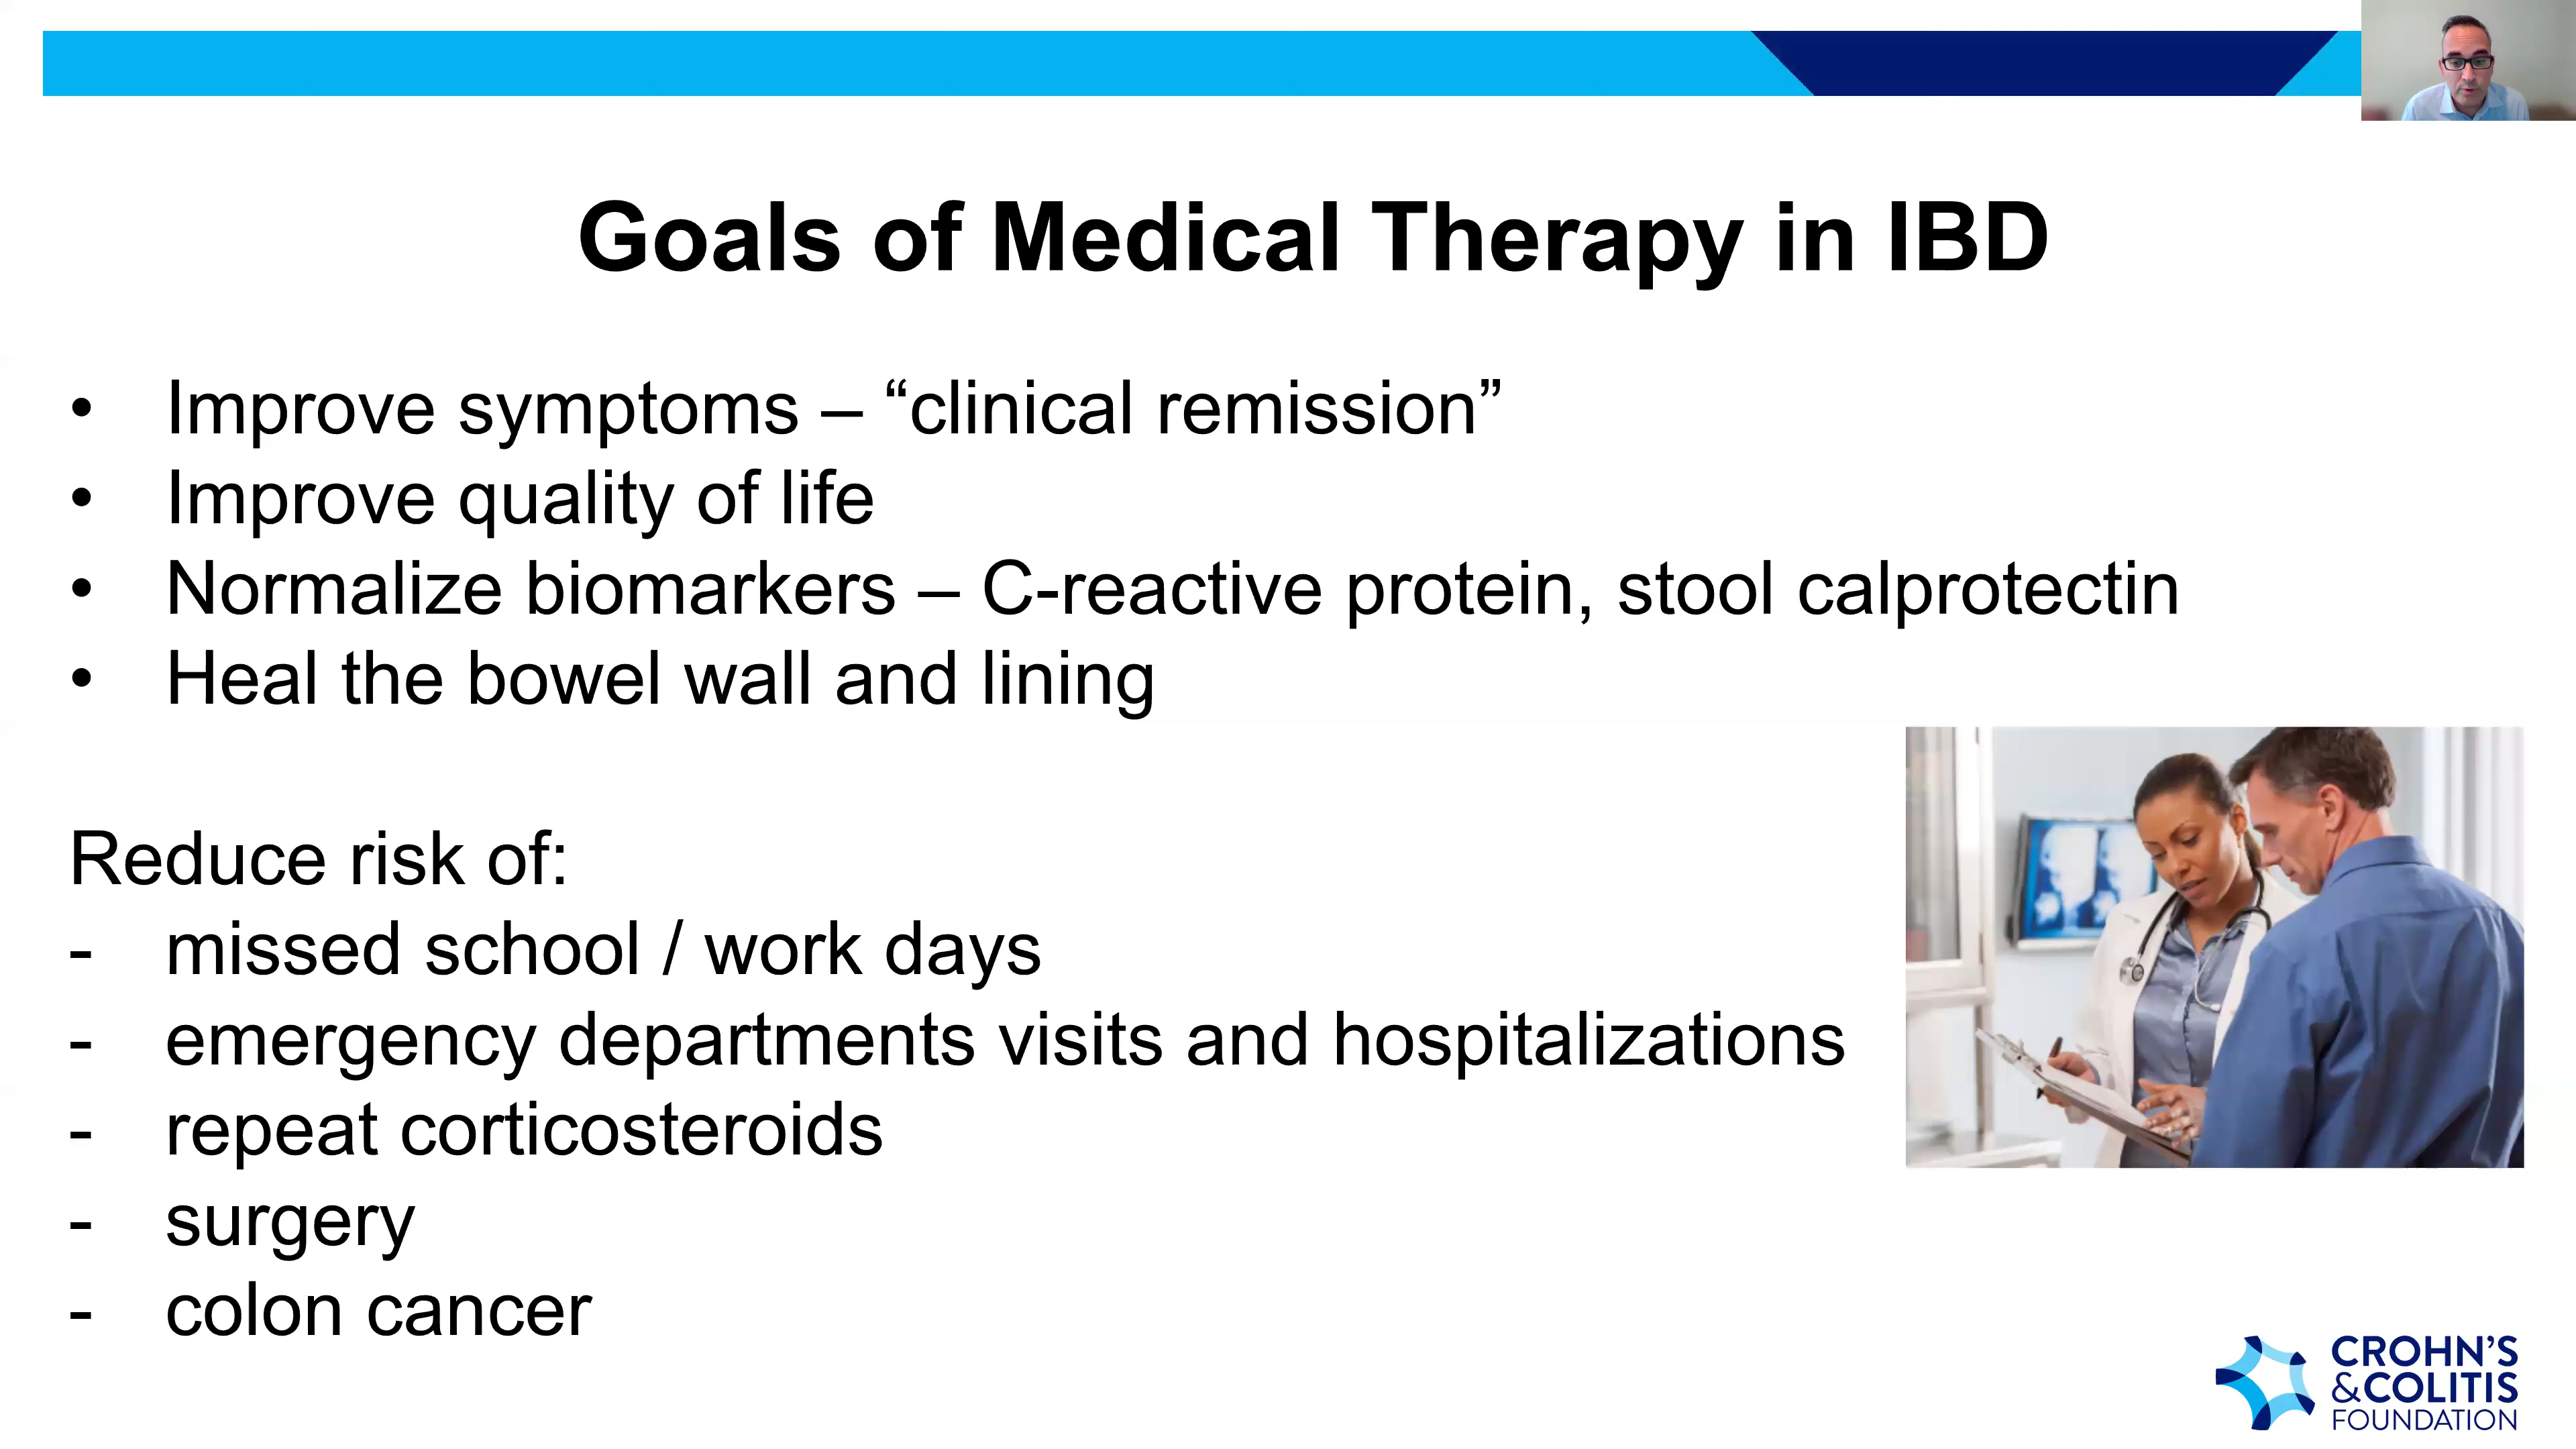 Goals of Medical Therapy in IBD
• Improve symptoms – “clinical remission”
• Improve quality of life
• Normalize biomarkers – C-reactive protein, stool calprotectin
• Heal the bowel wall and lining
Reduce risk of:
- missed school / work days
- emergency departments visits and hospitalizations
- repeat corticosteroids
- surgery
- colon cancer
CROHN’S
&COLITIS
FOUNDATION